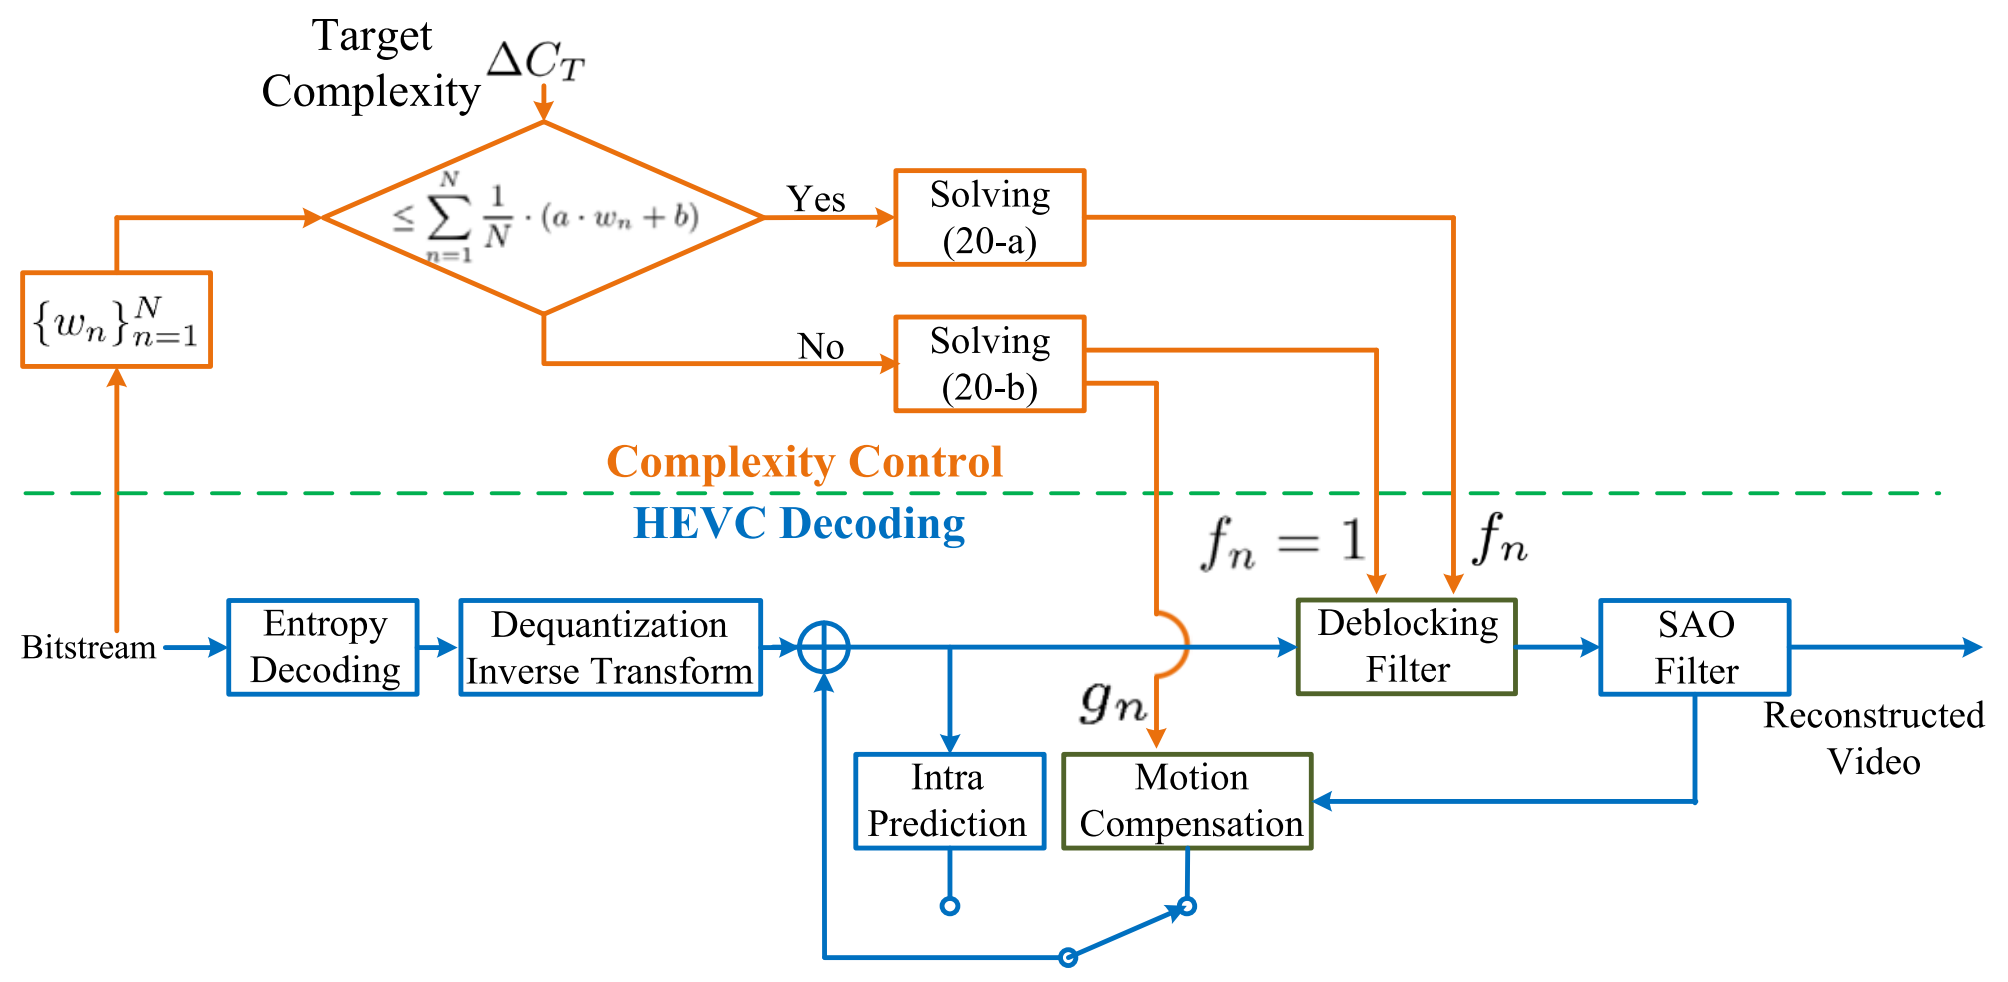 Target
Complexity
$\Delta C_T$
$\leq \sum_{n=1}^{N} \frac{1}{N} \cdot (a \cdot w_n + b)$
Yes
Solving
(20-a)
$\{w_n\}_{n=1}^{N}$
No
Solving
(20-b)
Complexity Control
HEVC Decoding
$f_n = 1$
$f_n$
Bitstream
Entropy
Decoding
Dequantization
Inverse Transform
Deblocking
Filter
SAO
Filter
$g_n$
Reconstructed
Video
Intra
Prediction
Motion
Compensation